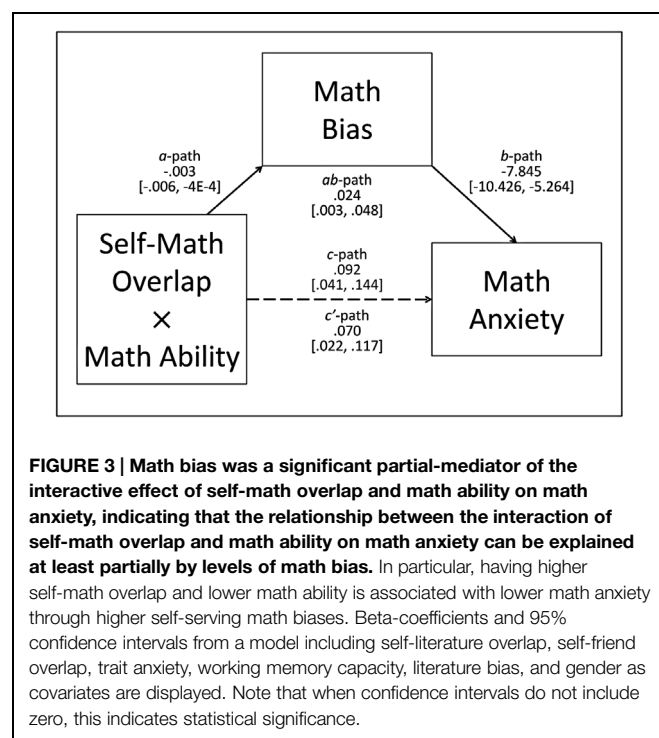 Math
Bias
a-path
-.003
[-.006, -4E-4]
b-path
-7.845
[-10.426, -5.264]
ab-path
.024
[.003, .048]
Self-Math
Overlap
×
Math Ability
c-path
.092
[.041, .144]
c'-path
.070
[.022, .117]
Math
Anxiety
FIGURE 3 | Math bias was a significant partial-mediator of the
interactive effect of self-math overlap and math ability on math
anxiety, indicating that the relationship between the interaction of
self-math overlap and math ability on math anxiety can be explained
at least partially by levels of math bias. In particular, having higher
self-math overlap and lower math ability is associated with lower math anxiety
through higher self-serving math biases. Beta-coefficients and 95%
confidence intervals from a model including self-literature overlap, self-friend
overlap, trait anxiety, working memory capacity, literature bias, and gender as
covariates are displayed. Note that when confidence intervals do not include
zero, this indicates statistical significance.